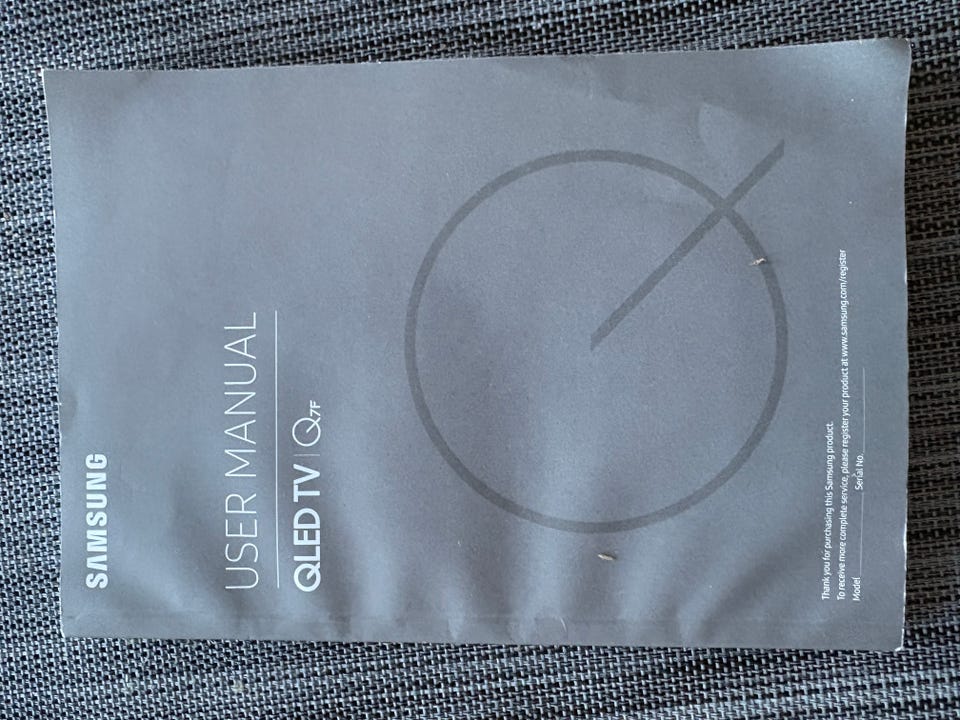 SAMSUNG
USER MANUAL
QLED TV | Q7F
Thank you for purchasing this Samsung product.
To receive more complete service, please register your product at www.samsung.com/register
Model Serial No.